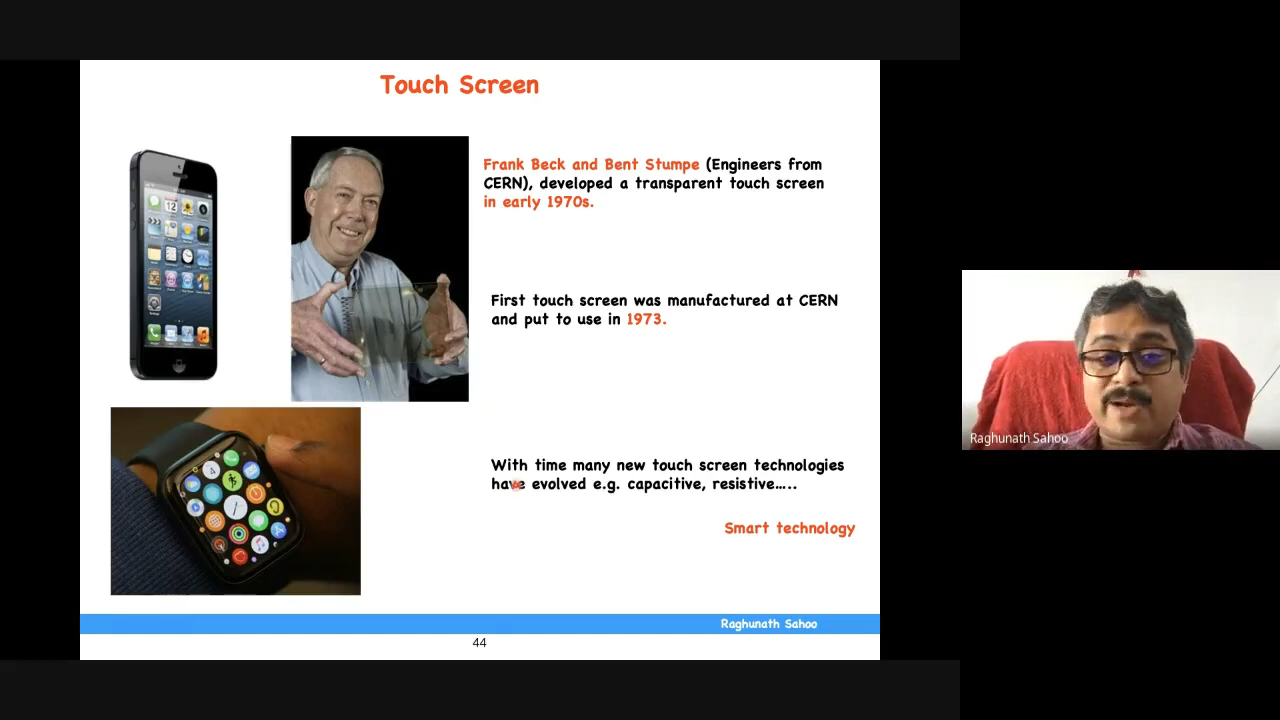 Touch Screen
Frank Beck and Bent Stumpe (Engineers from
CERN), developed a transparent touch screen
in early 1970s.
First touch screen was manufactured at CERN
and put to use in 1973.
With time many new touch screen technologies
have evolved e.g. capacitive, resistive.....
Smart technology
Raghunath Sahoo
44
Raghunath Sahoo